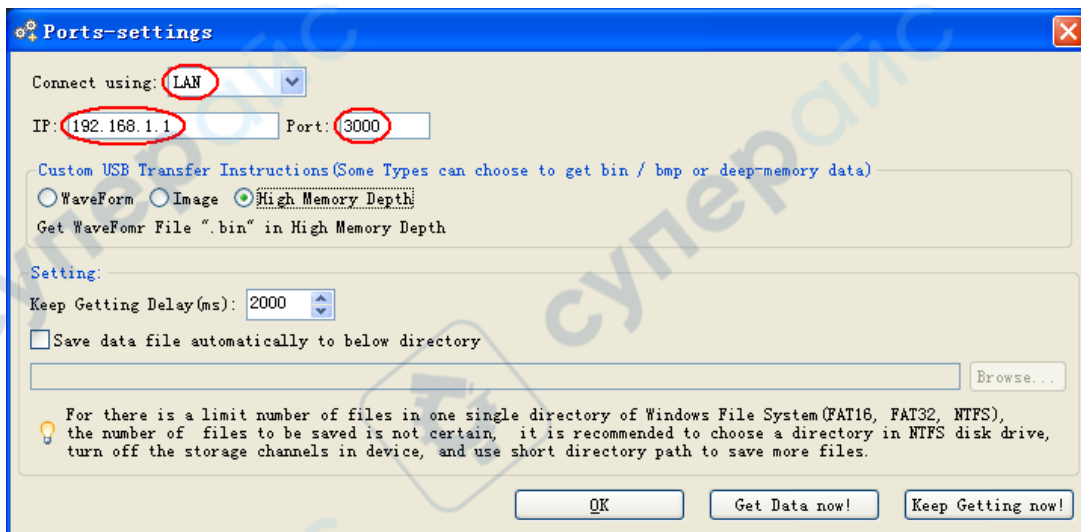 Ports-settings
Connect using: LAN
IP: 192.168.1.1 Port: 3000
Custom USB Transfer Instructions(Some Types can choose to get bin / bmp or deep-memory data)
WaveForm Image High Memory Depth
Get WaveFomr File ".bin" in High Memory Depth
Setting:
Keep Getting Delay(ms): 2000
Save data file automatically to below directory
Browse...
For there is a limit number of files in one single directory of Windows File System(FAT16, FAT32, NTFS),
the number of files to be saved is not certain, it is recommended to choose a directory in NTFS disk drive,
turn off the storage channels in device, and use short directory path to save more files.
OK Get Data now! Keep Getting now!
суперайс